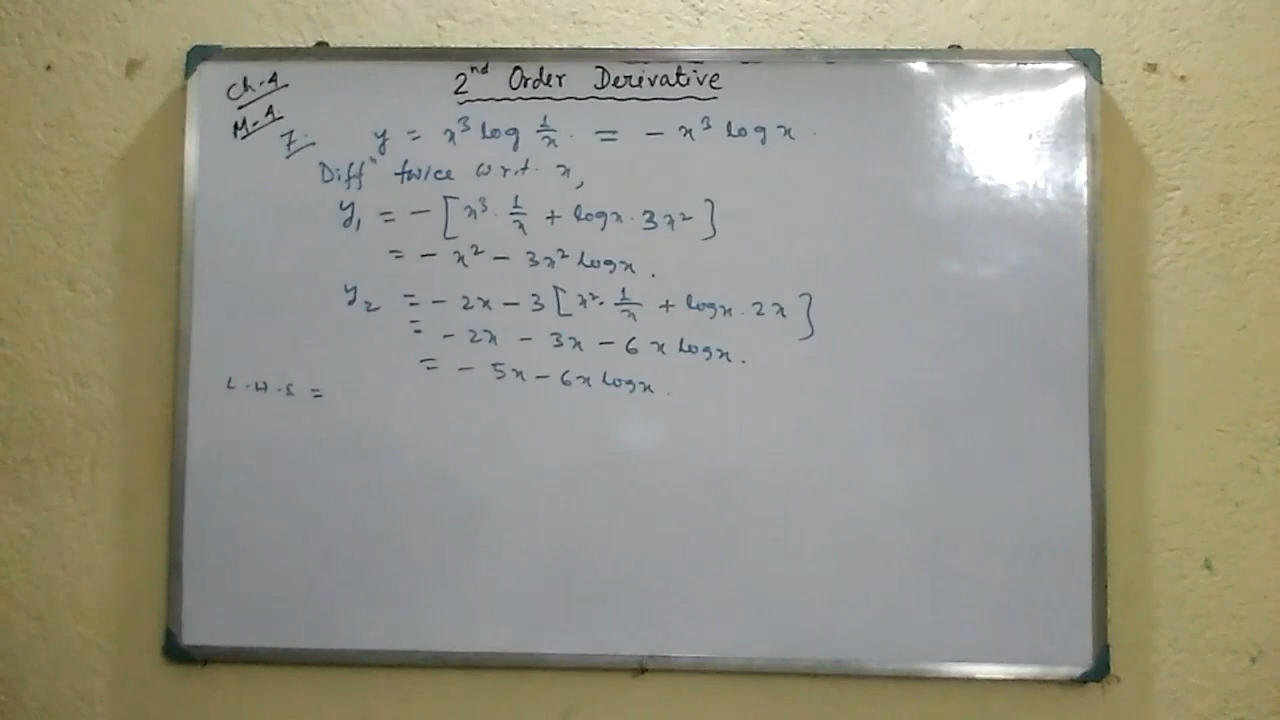 2nd Order Derivative
Ch-4
M-4
7. y = x³ log 1/x = - x³ log x.
Diffⁿ twice w.r.t. x,
y₁ = - [x³ · 1/x + log x · 3x²]
= - x² - 3x² log x.
y₂ = - 2x - 3 [x² · 1/x + log x · 2x]
= - 2x - 3x - 6x log x.
= - 5x - 6x log x.
L.H.S =